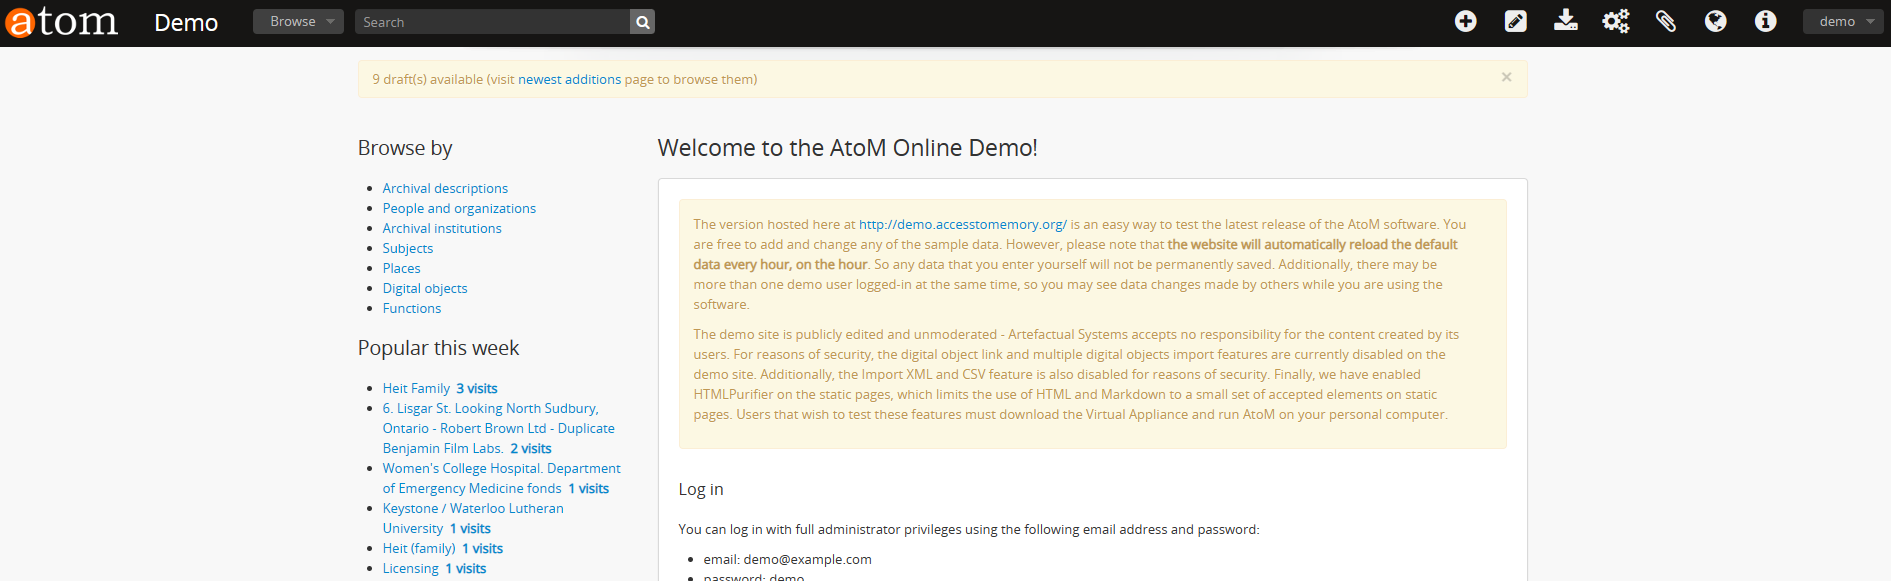 atom Demo Browse Search demo
9 draft(s) available (visit newest additions page to browse them) ×
Browse by
Archival descriptions
People and organizations
Archival institutions
Subjects
Places
Digital objects
Functions
Popular this week
Heit Family 3 visits
6. Lisgar St. Looking North Sudbury,
Ontario - Robert Brown Ltd - Duplicate
Benjamin Film Labs. 2 visits
Women's College Hospital. Department
of Emergency Medicine fonds 1 visits
Keystone / Waterloo Lutheran
University 1 visits
Heit (family) 1 visits
Licensing 1 visits
Welcome to the AtoM Online Demo!
The version hosted here at http://demo.accesstomemory.org/ is an easy way to test the latest release of the AtoM software. You
are free to add and change any of the sample data. However, please note that the website will automatically reload the default
data every hour, on the hour. So any data that you enter yourself will not be permanently saved. Additionally, there may be
more than one demo user logged-in at the same time, so you may see data changes made by others while you are using the
software.
The demo site is publicly edited and unmoderated - Artefactual Systems accepts no responsibility for the content created by its
users. For reasons of security, the digital object link and multiple digital objects import features are currently disabled on the
demo site. Additionally, the Import XML and CSV feature is also disabled for reasons of security. Finally, we have enabled
HTMLPurifier on the static pages, which limits the use of HTML and Markdown to a small set of accepted elements on static
pages. Users that wish to test these features must download the Virtual Appliance and run AtoM on your personal computer.
Log in
You can log in with full administrator privileges using the following email address and password:
email: demo@example.com
password: demo